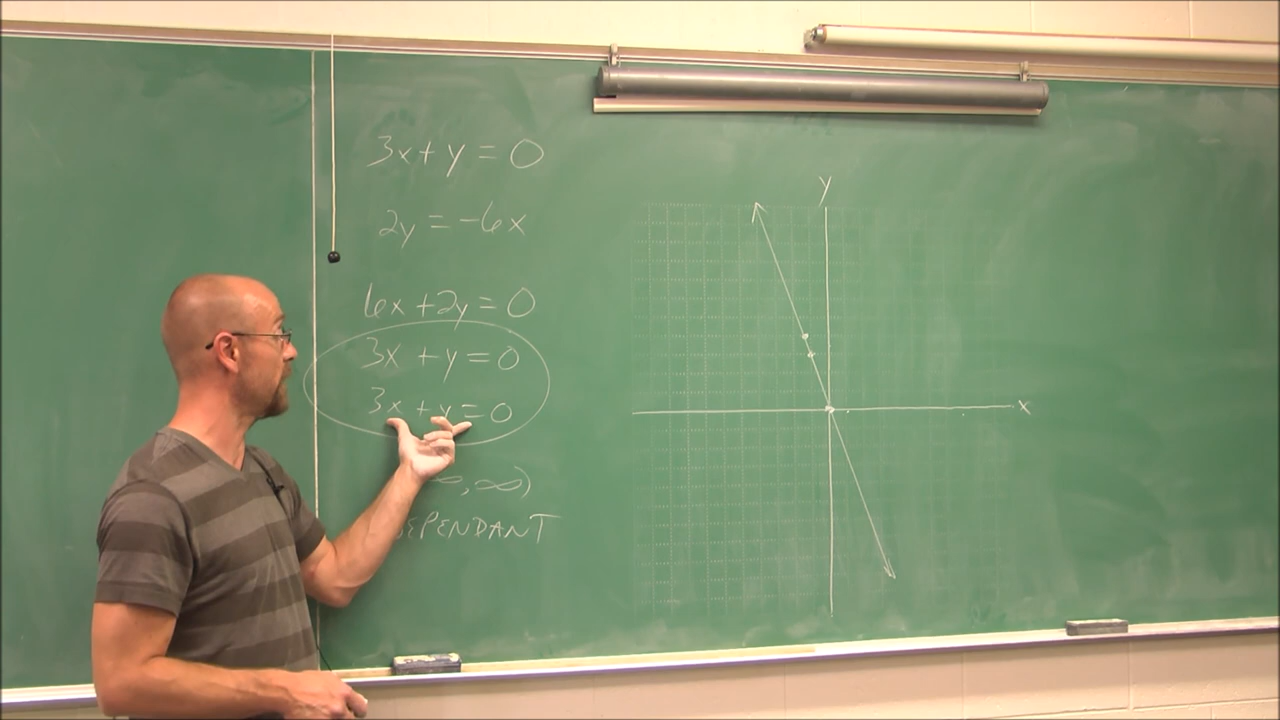 3x + y = 0
2y = -6x
6x + 2y = 0
3x + y = 0
3x + y = 0
∞, ∞)
EPENDANT
Y
X